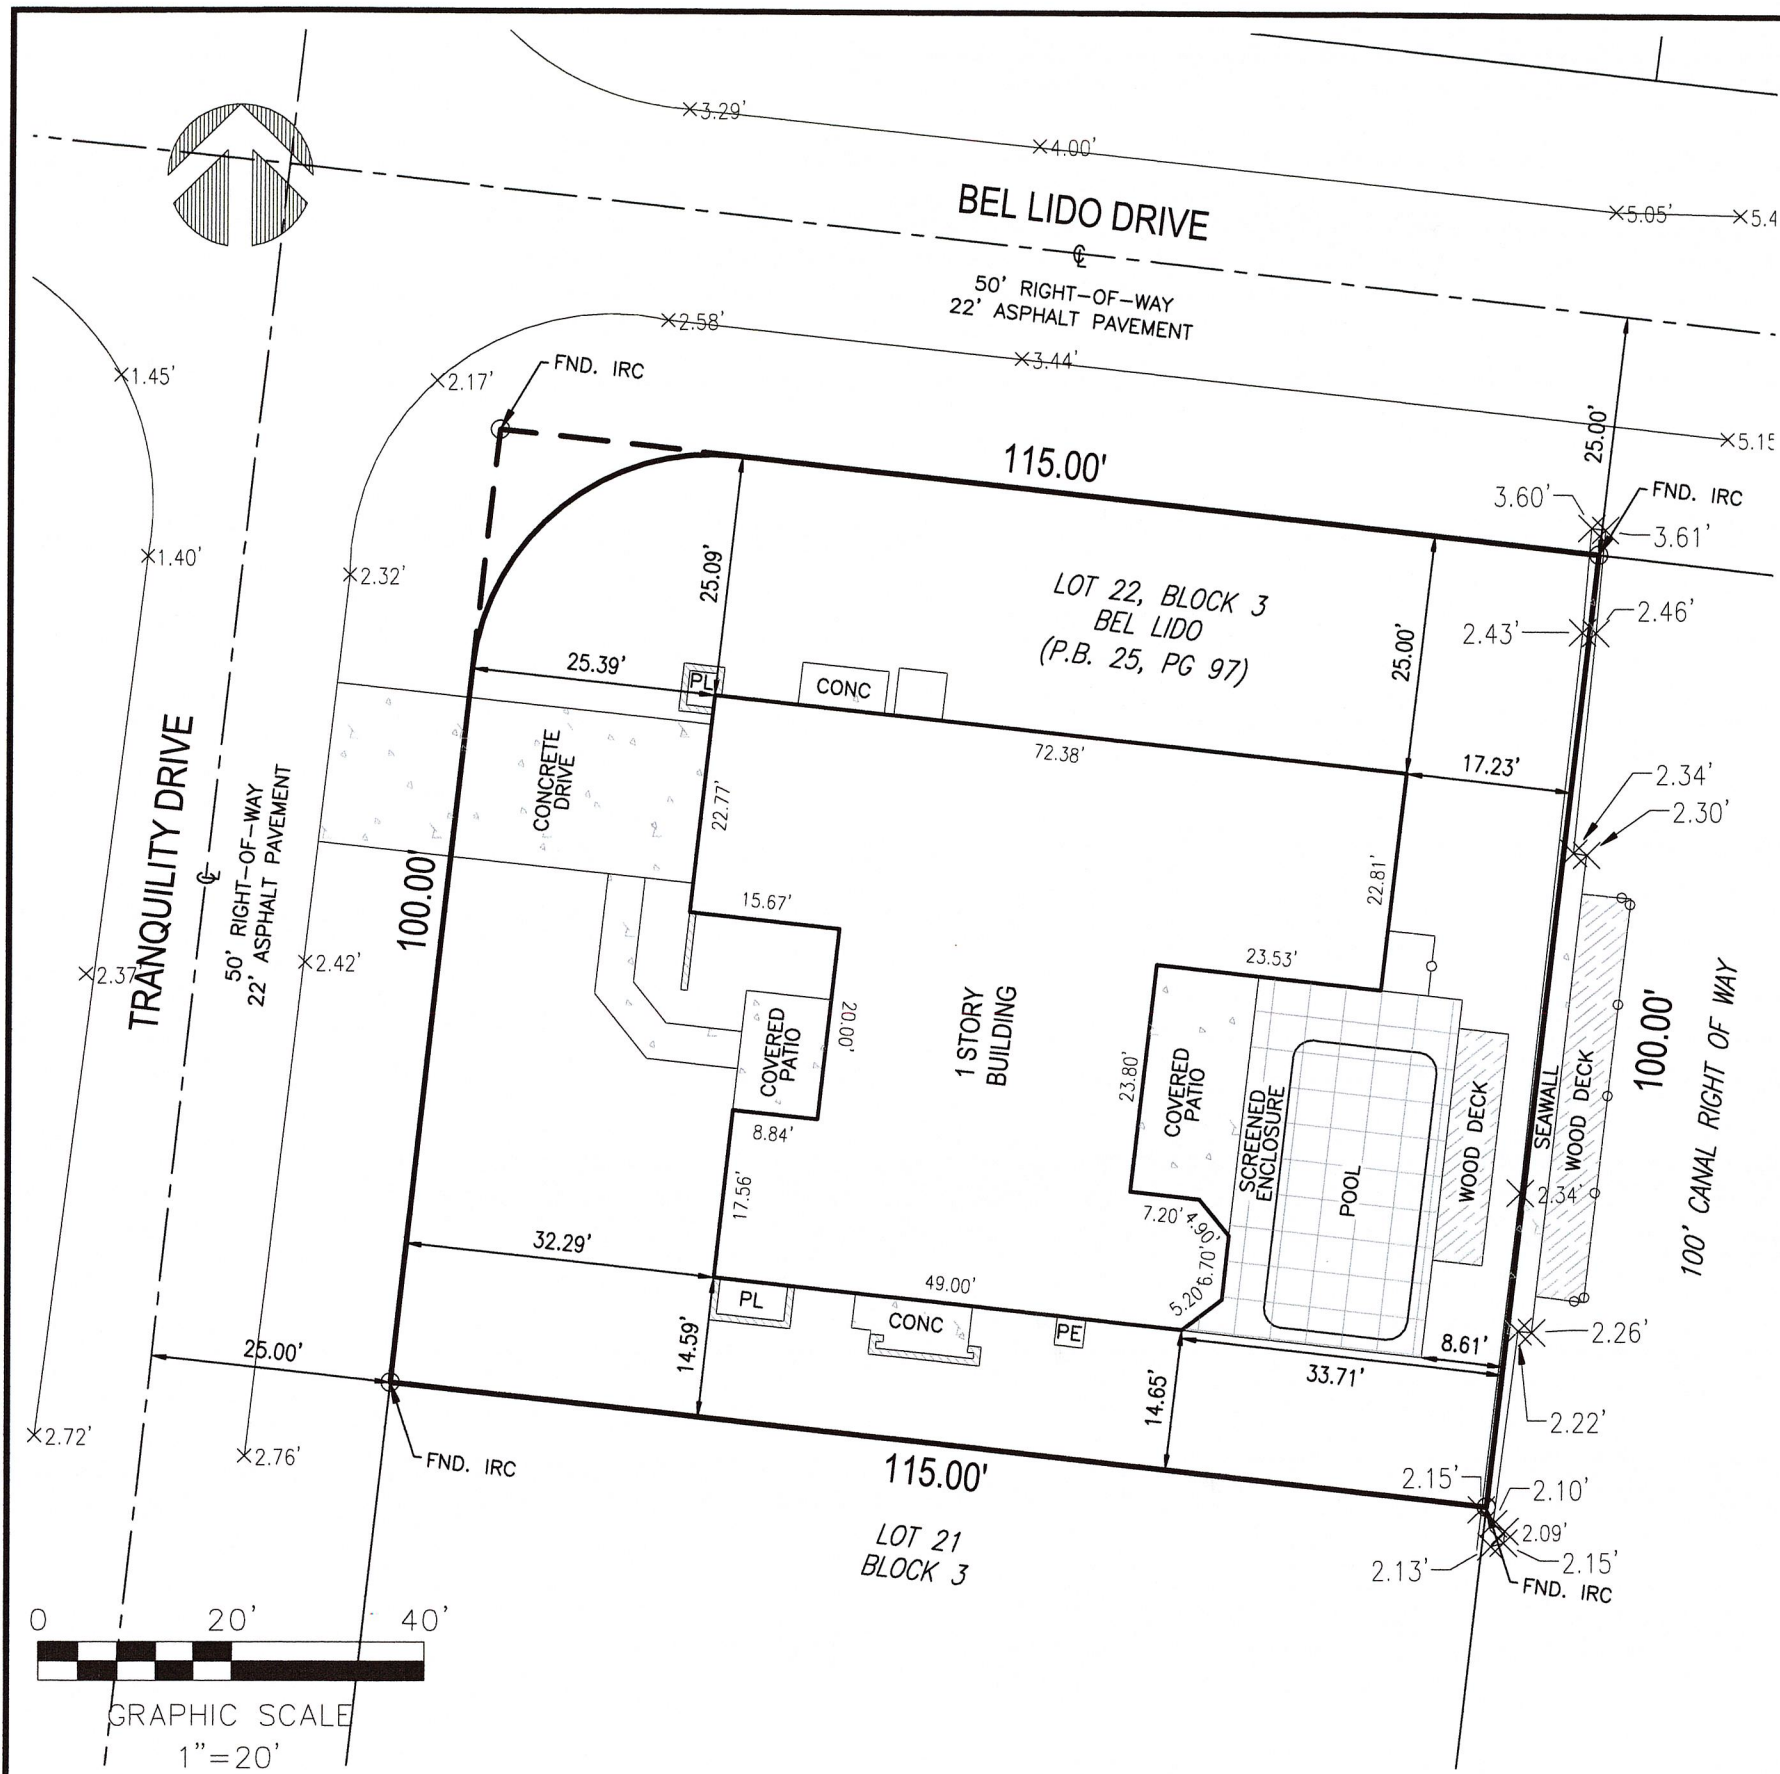 3.29'
4.00'
5.05'
5.4
BEL LIDO DRIVE
℄
50' RIGHT-OF-WAY
22' ASPHALT PAVEMENT
2.58'
3.44'
5.15
1.45'
2.17'
FND. IRC
25.00'
115.00'
3.60'
FND. IRC
3.61'
1.40'
2.32'
25.09'
LOT 22, BLOCK 3
BEL LIDO
(P.B. 25, PG 97)
25.00'
2.43'
2.46'
25.39'
PL
CONC
72.38'
17.23'
2.34'
2.30'
CONCRETE
DRIVE
22.77'
TRANQUILITY DRIVE
℄
50' RIGHT-OF-WAY
22' ASPHALT PAVEMENT
100.00
22.81'
15.67'
2.37'
2.42'
23.53'
1 STORY
BUILDING
COVERED
PATIO
20.00'
23.80'
COVERED
PATIO
SCREENED
ENCLOSURE
POOL
WOOD DECK
SEAWALL
WOOD DECK
100.00'
100' CANAL RIGHT OF WAY
8.84'
17.56'
2.34'
7.20'
4.90'
6.70'
5.20'
32.29'
49.00'
PL
CONC
PE
14.59'
25.00'
8.61'
33.71'
14.65'
2.26'
2.22'
2.72'
2.76'
FND. IRC
115.00'
2.15'
2.10'
2.09'
2.15'
2.13'
FND. IRC
LOT 21
BLOCK 3
0 20' 40'
GRAPHIC SCALE
1"=20'